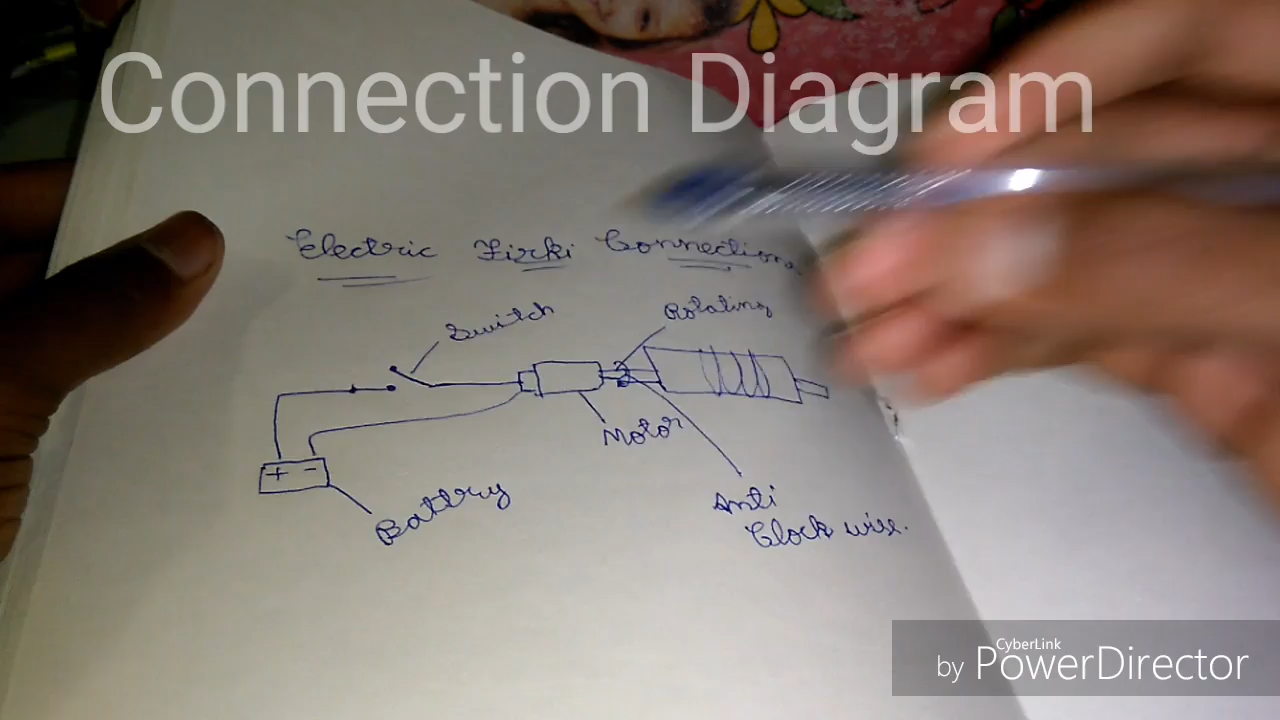 Connection Diagram
Electric Firki Connections
Switch
Rotating
Motor
+ -
Battery
Anti
Clock wise.
CyberLink
by PowerDirector